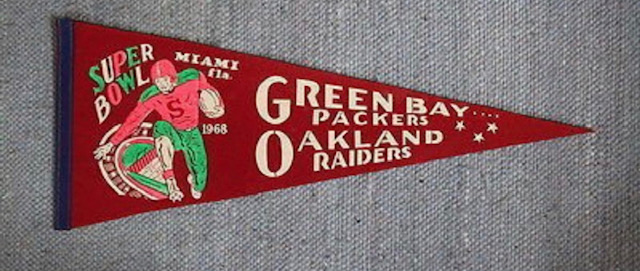 SUPER
BOWL
MIAMI
fla.
S
1968
GREEN BAY....
PACKERS
OAKLAND
RAIDERS